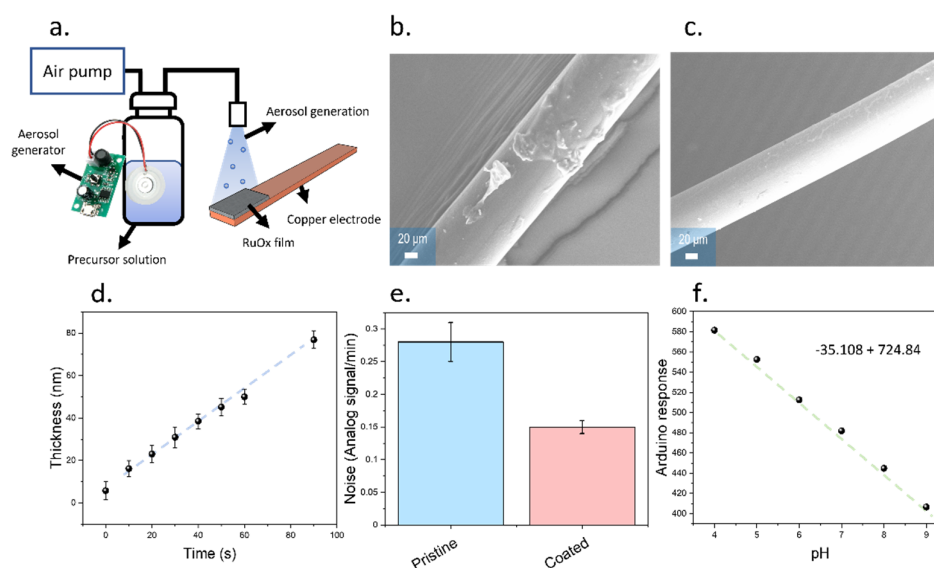 a.
Air pump
Aerosol
generator
Aerosol generation
Copper electrode
RuOx film
Precursor solution
b.
20 µm
c.
20 µm
d.
Thickness (nm)
80
60
40
20
0
0 20 40 60 80 100
Time (s)
e.
Noise (Analog signal/min)
0.3
0.25
0.2
0.15
0.1
0.05
0
Pristine
Coated
f.
Arduino response
600
580
560
540
520
500
480
460
440
420
400
-35.108 + 724.84
4 5 6 7 8 9
pH